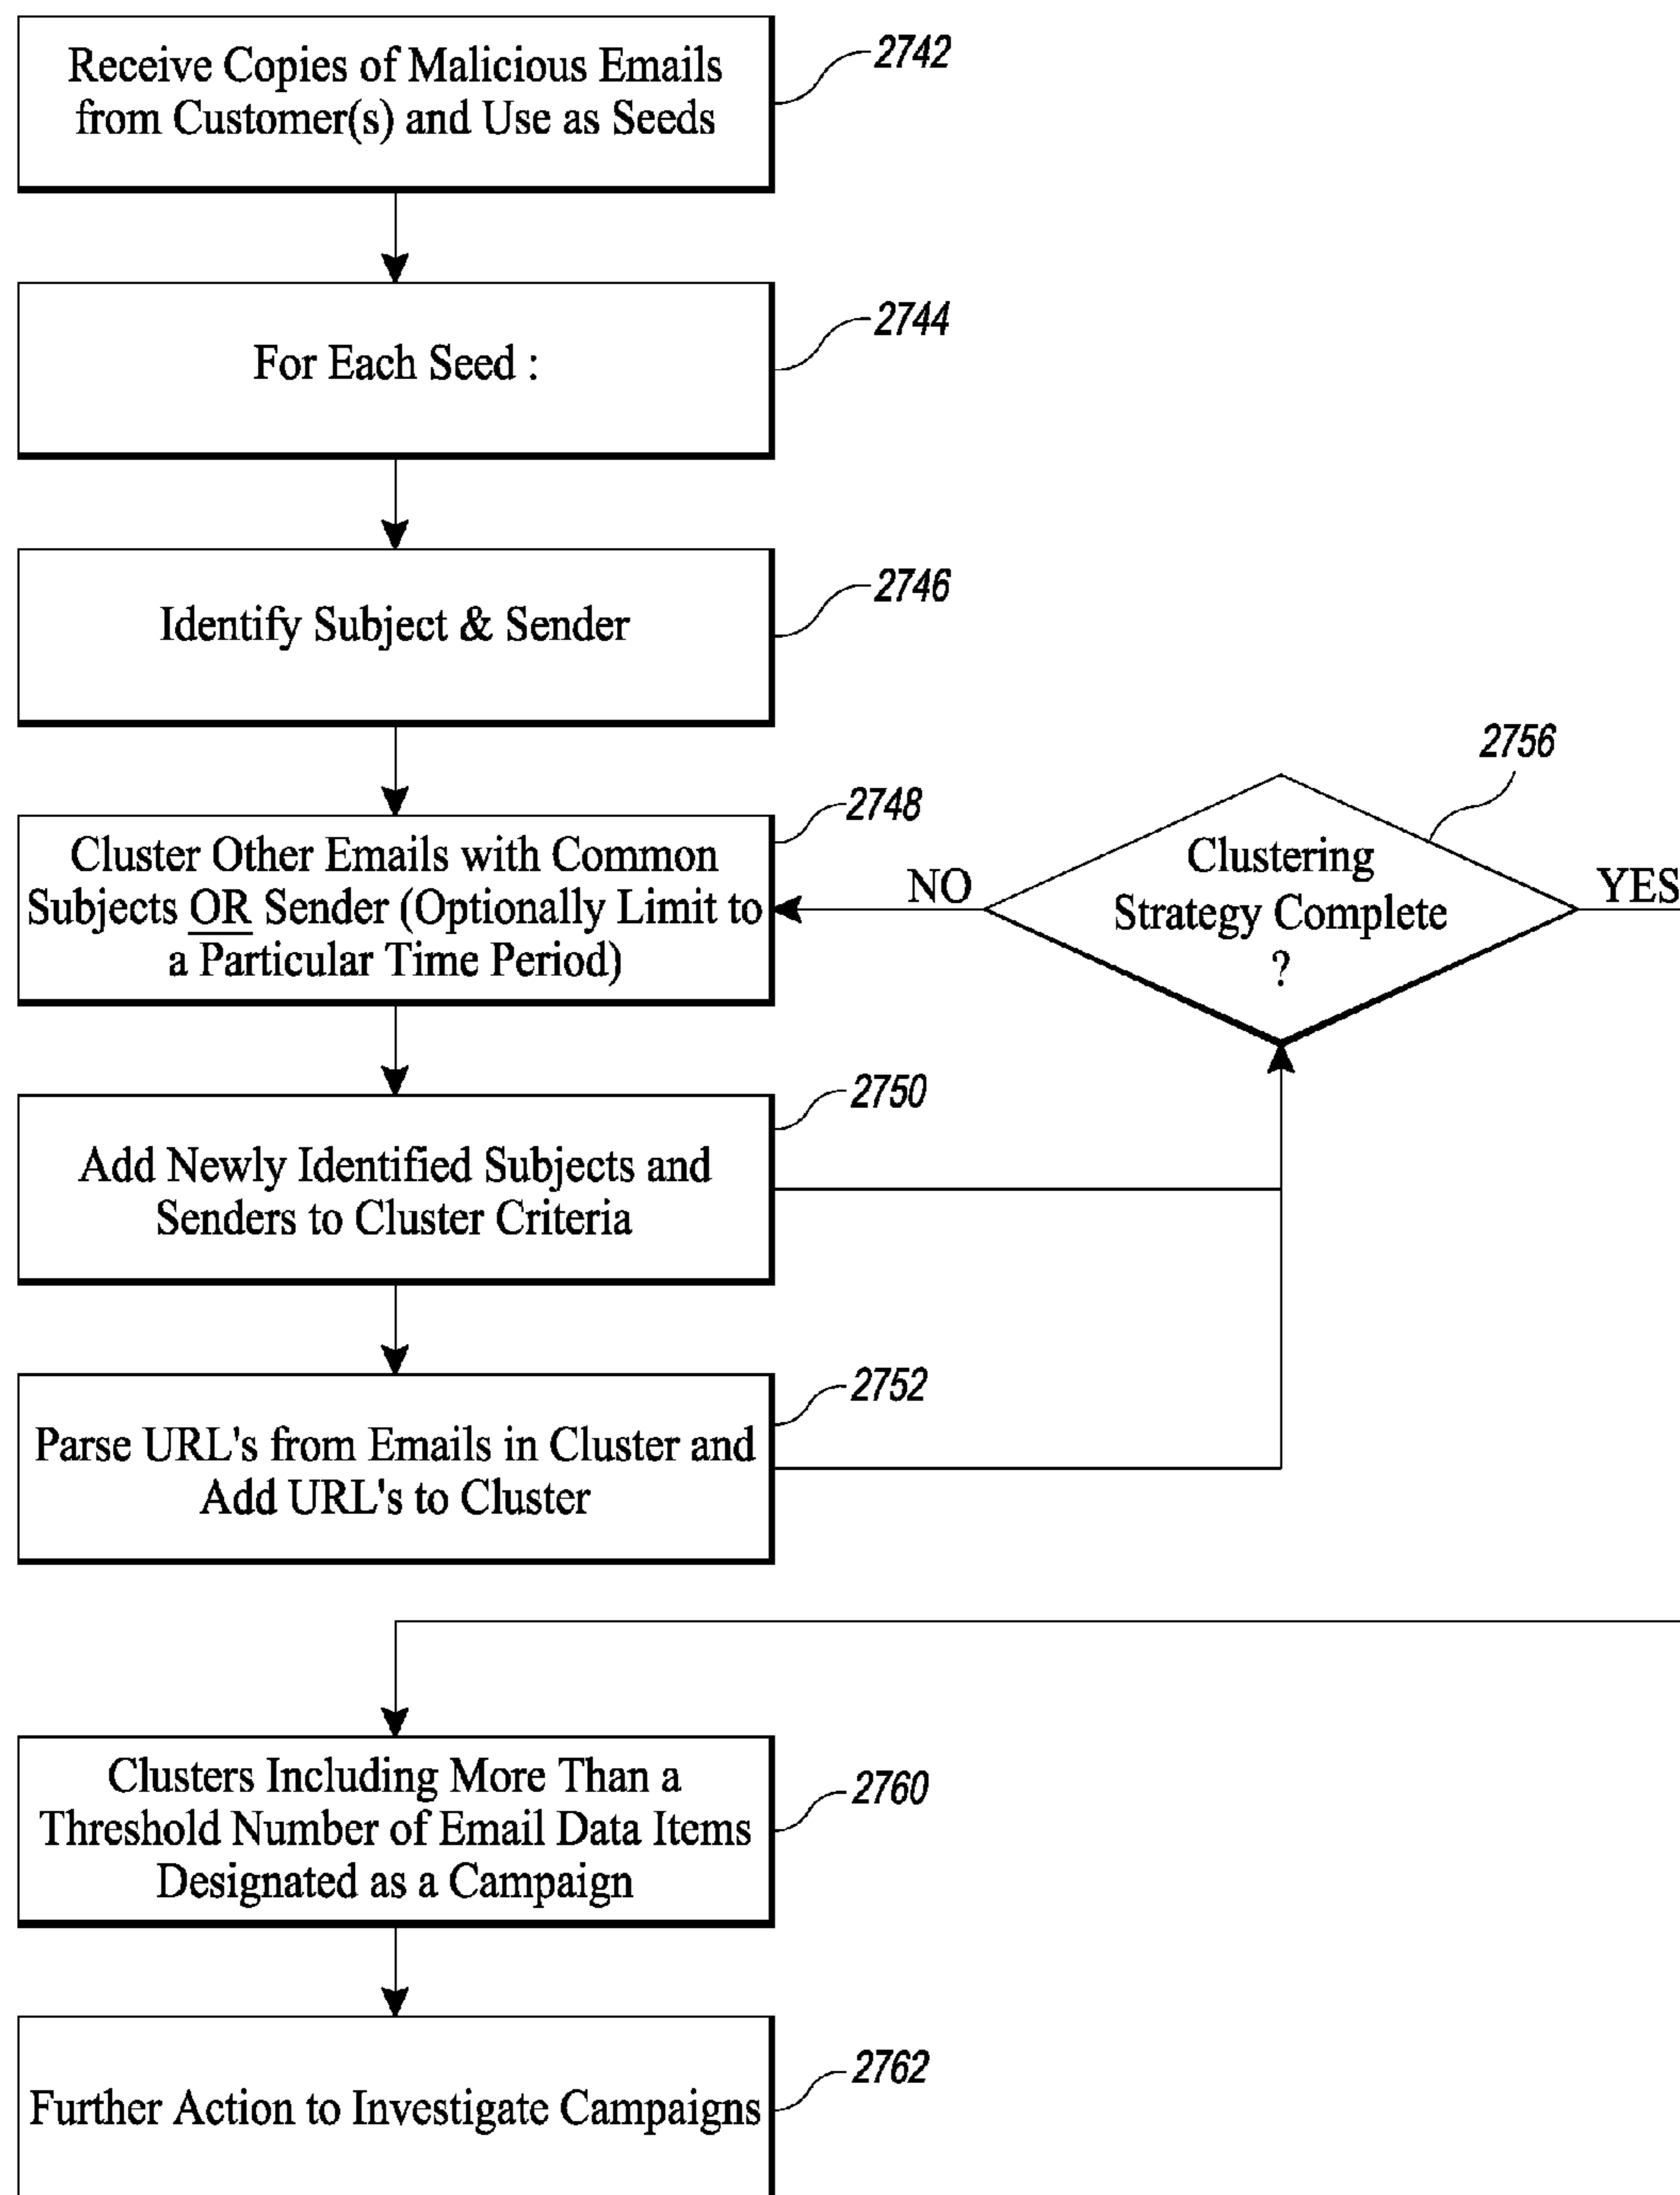 Receive Copies of Malicious Emails
from Customer(s) and Use as Seeds
2742
For Each Seed :
2744
Identify Subject & Sender
2746
Cluster Other Emails with Common
Subjects OR Sender (Optionally Limit to
a Particular Time Period)
2748
NO
Clustering
Strategy Complete
?
2756
YES
Add Newly Identified Subjects and
Senders to Cluster Criteria
2750
Parse URL's from Emails in Cluster and
Add URL's to Cluster
2752
Clusters Including More Than a
Threshold Number of Email Data Items
Designated as a Campaign
2760
Further Action to Investigate Campaigns
2762